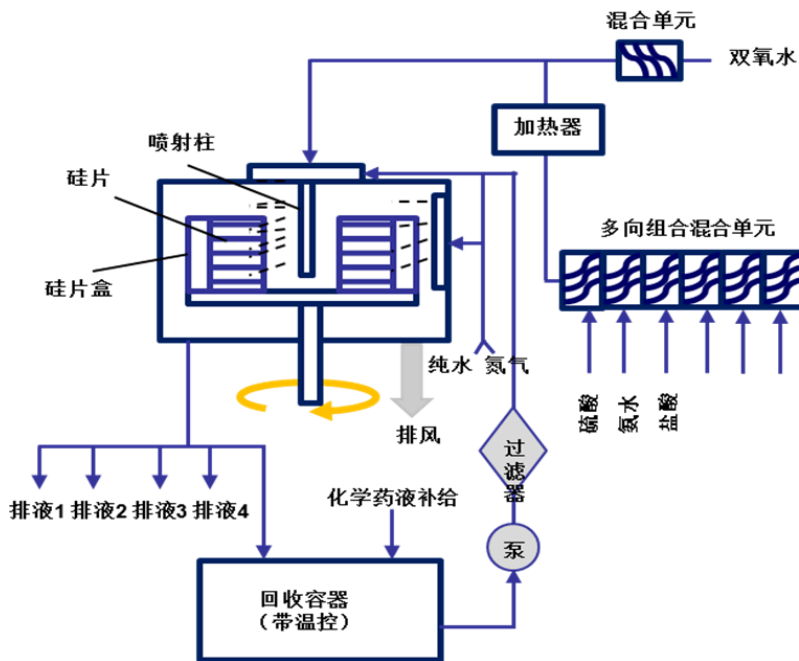 混合单元
双氧水
加热器
喷射柱
硅片
多向组合混合单元
硅片盒
纯水
氮气
硫酸
氨水
盐酸
排风
过滤器
排液1
排液2
排液3
排液4
化学药液补给
泵
回收容器
（带温控）